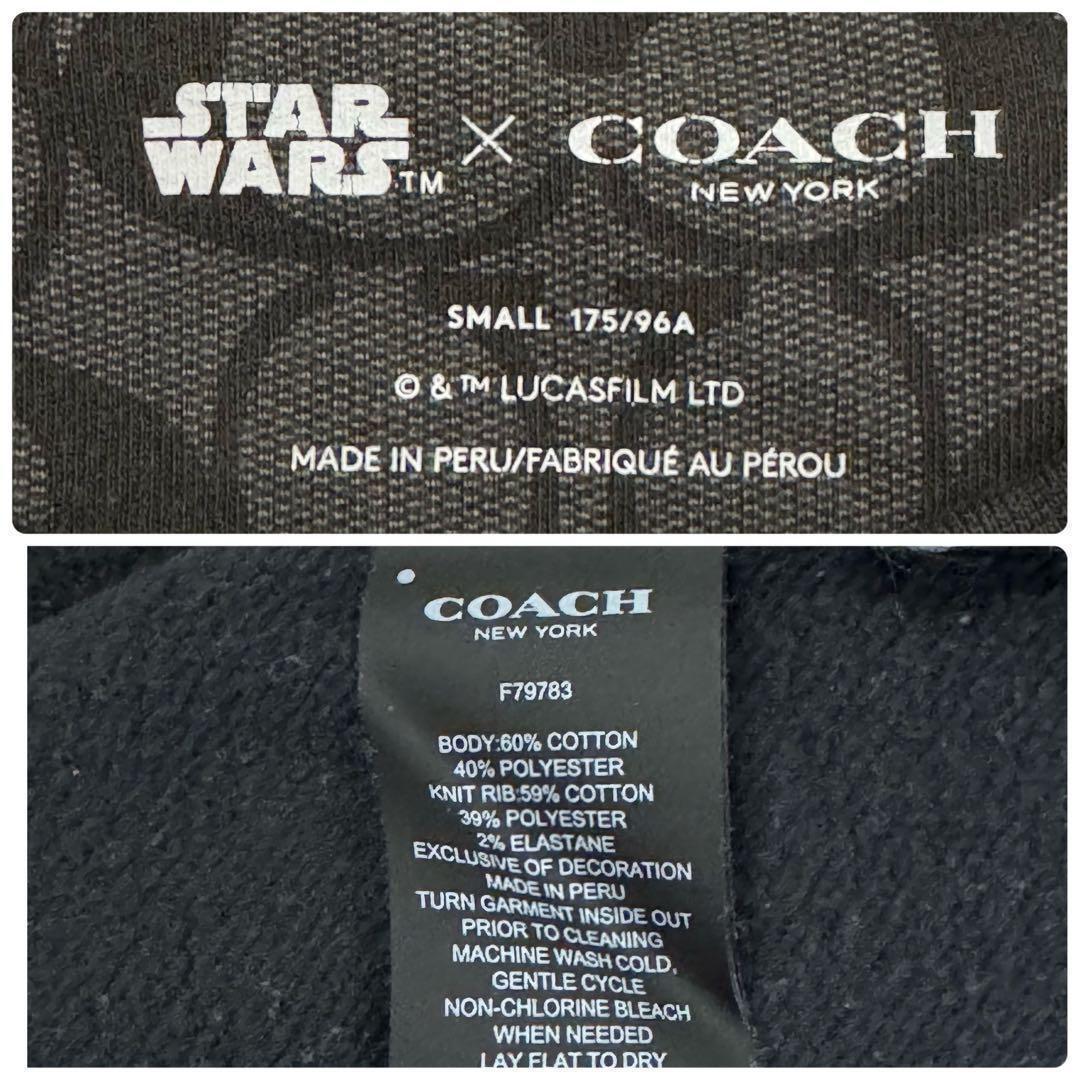 STAR WARS™ × COACH
NEW YORK
SMALL 175/96A
© & ™ LUCASFILM LTD
MADE IN PERU/FABRIQUÉ AU PÉROU
COACH
NEW YORK
F79783
BODY:60% COTTON
40% POLYESTER
KNIT RIB:59% COTTON
39% POLYESTER
2% ELASTANE
EXCLUSIVE OF DECORATION
MADE IN PERU
TURN GARMENT INSIDE OUT
PRIOR TO CLEANING
MACHINE WASH COLD,
GENTLE CYCLE
NON-CHLORINE BLEACH
WHEN NEEDED
LAY FLAT TO DRY